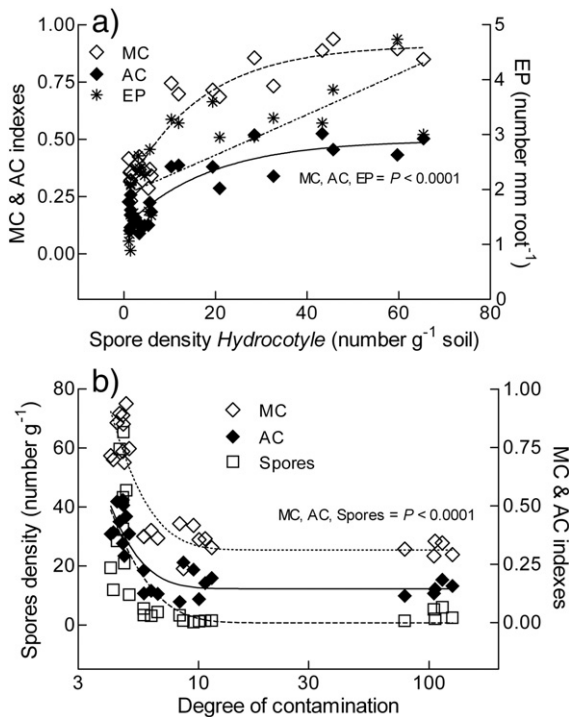 a)
MC
AC
EP
1.00
0.75
0.50
0.25
0.00
MC & AC indexes
5
4
3
2
1
0
EP (number mm root⁻¹)
MC, AC, EP = P < 0.0001
0 20 40 60 80
Spore density Hydrocotyle (number g⁻¹ soil)
b)
MC
AC
Spores
80
60
40
20
0
Spores density (number g⁻¹)
1.00
0.75
0.50
0.25
0.00
MC & AC indexes
MC, AC, Spores = P < 0.0001
3 10 30 100
Degree of contamination